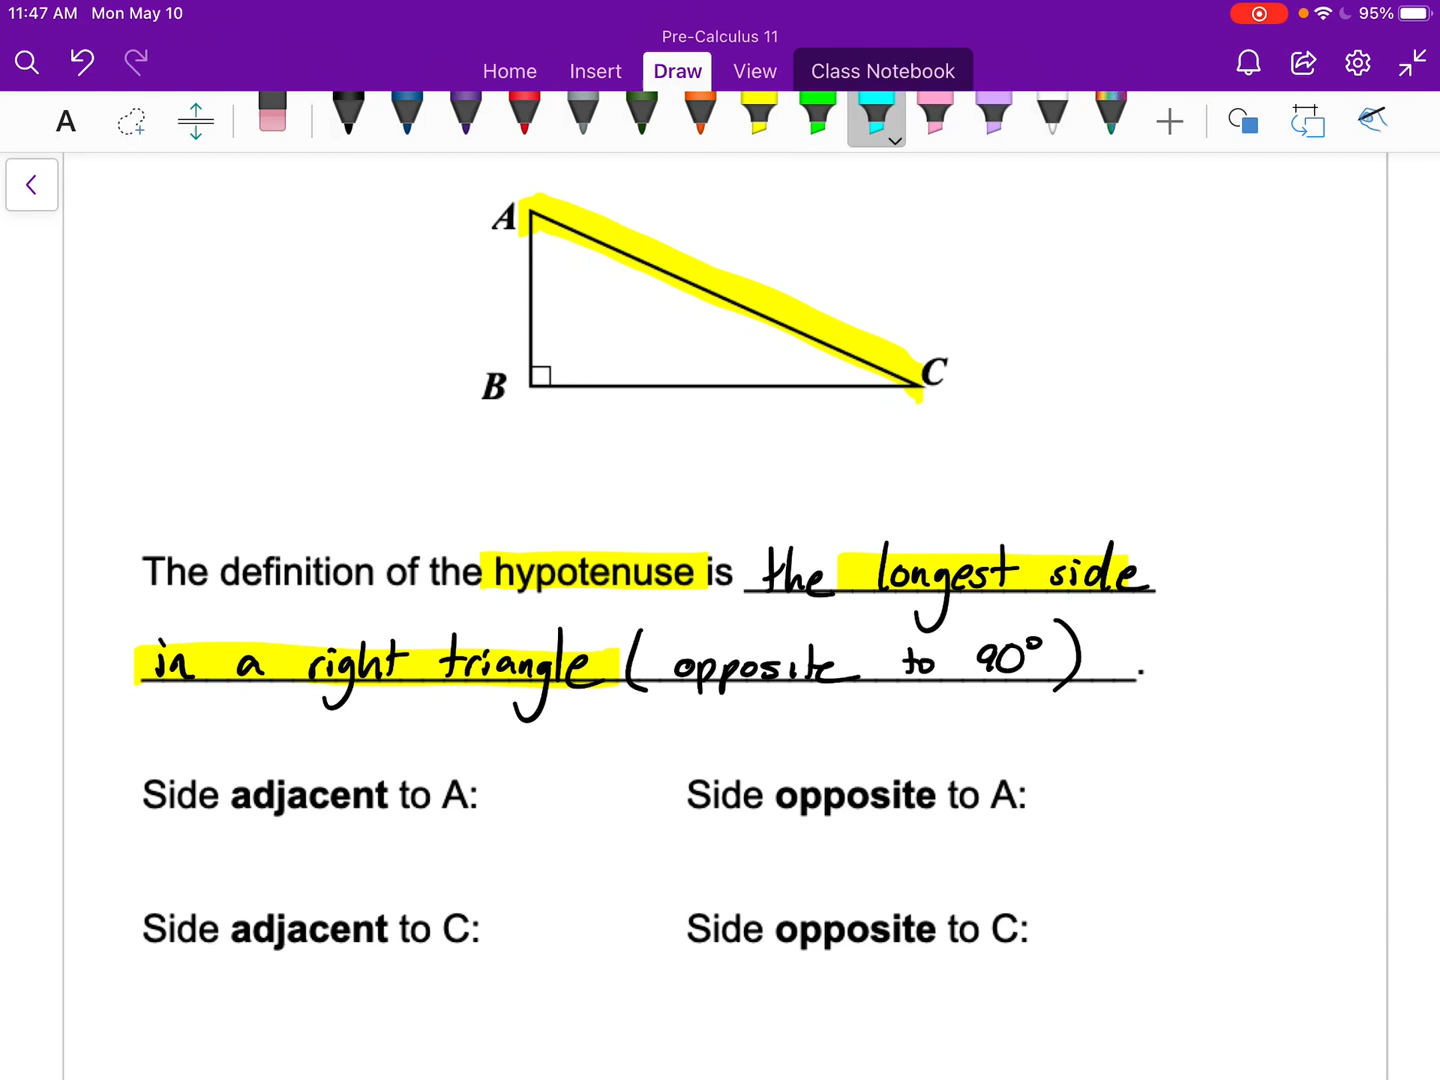 11:47 AM Mon May 10
95%
Pre-Calculus 11
Home Insert Draw View Class Notebook
A
A
B
C
The definition of the hypotenuse is the longest side
in a right triangle (opposite to 90°).
Side adjacent to A: Side opposite to A:
Side adjacent to C: Side opposite to C: